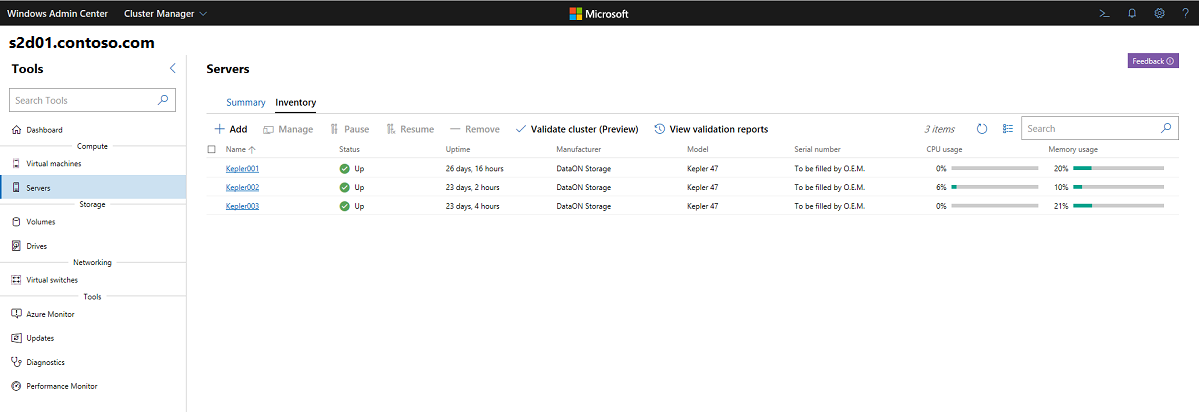 Windows Admin Center Cluster Manager Microsoft >_ ?
s2d01.contoso.com
Tools
Search Tools
Dashboard
Compute
Virtual machines
Servers
Storage
Volumes
Drives
Networking
Virtual switches
Tools
Azure Monitor
Updates
Diagnostics
Performance Monitor
Servers
Feedback
Summary Inventory
Add Manage Pause Resume Remove Validate cluster (Preview) View validation reports 3 items Search
Name Status Uptime Manufacturer Model Serial number CPU usage Memory usage
Kepler001 Up 26 days, 16 hours DataON Storage Kepler 47 To be filled by O.E.M. 0% 20%
Kepler002 Up 23 days, 2 hours DataON Storage Kepler 47 To be filled by O.E.M. 6% 10%
Kepler003 Up 23 days, 4 hours DataON Storage Kepler 47 To be filled by O.E.M. 0% 21%